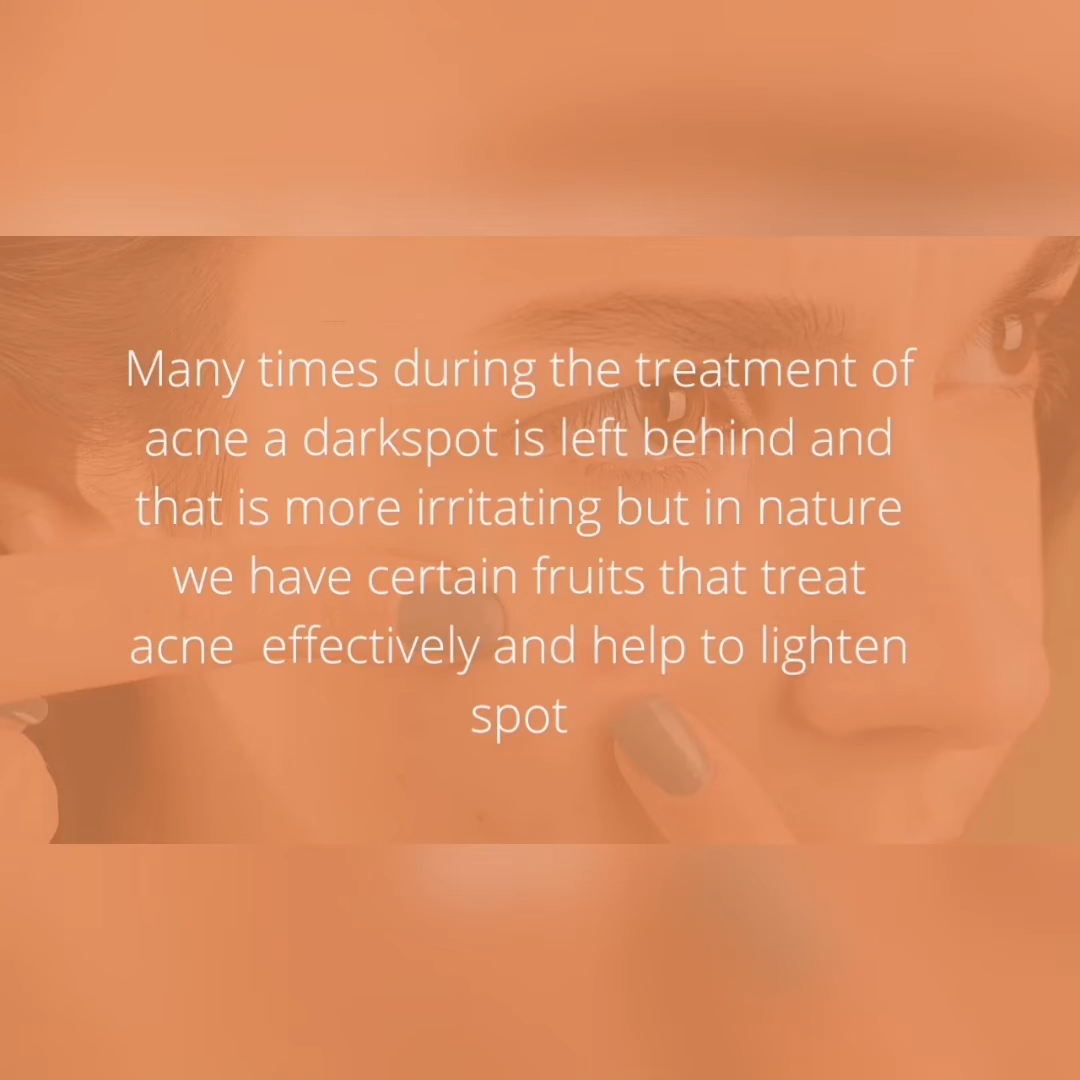 Many times during the treatment of
acne a darkspot is left behind and
that is more irritating but in nature
we have certain fruits that treat
acne  effectively and help to lighten
spot